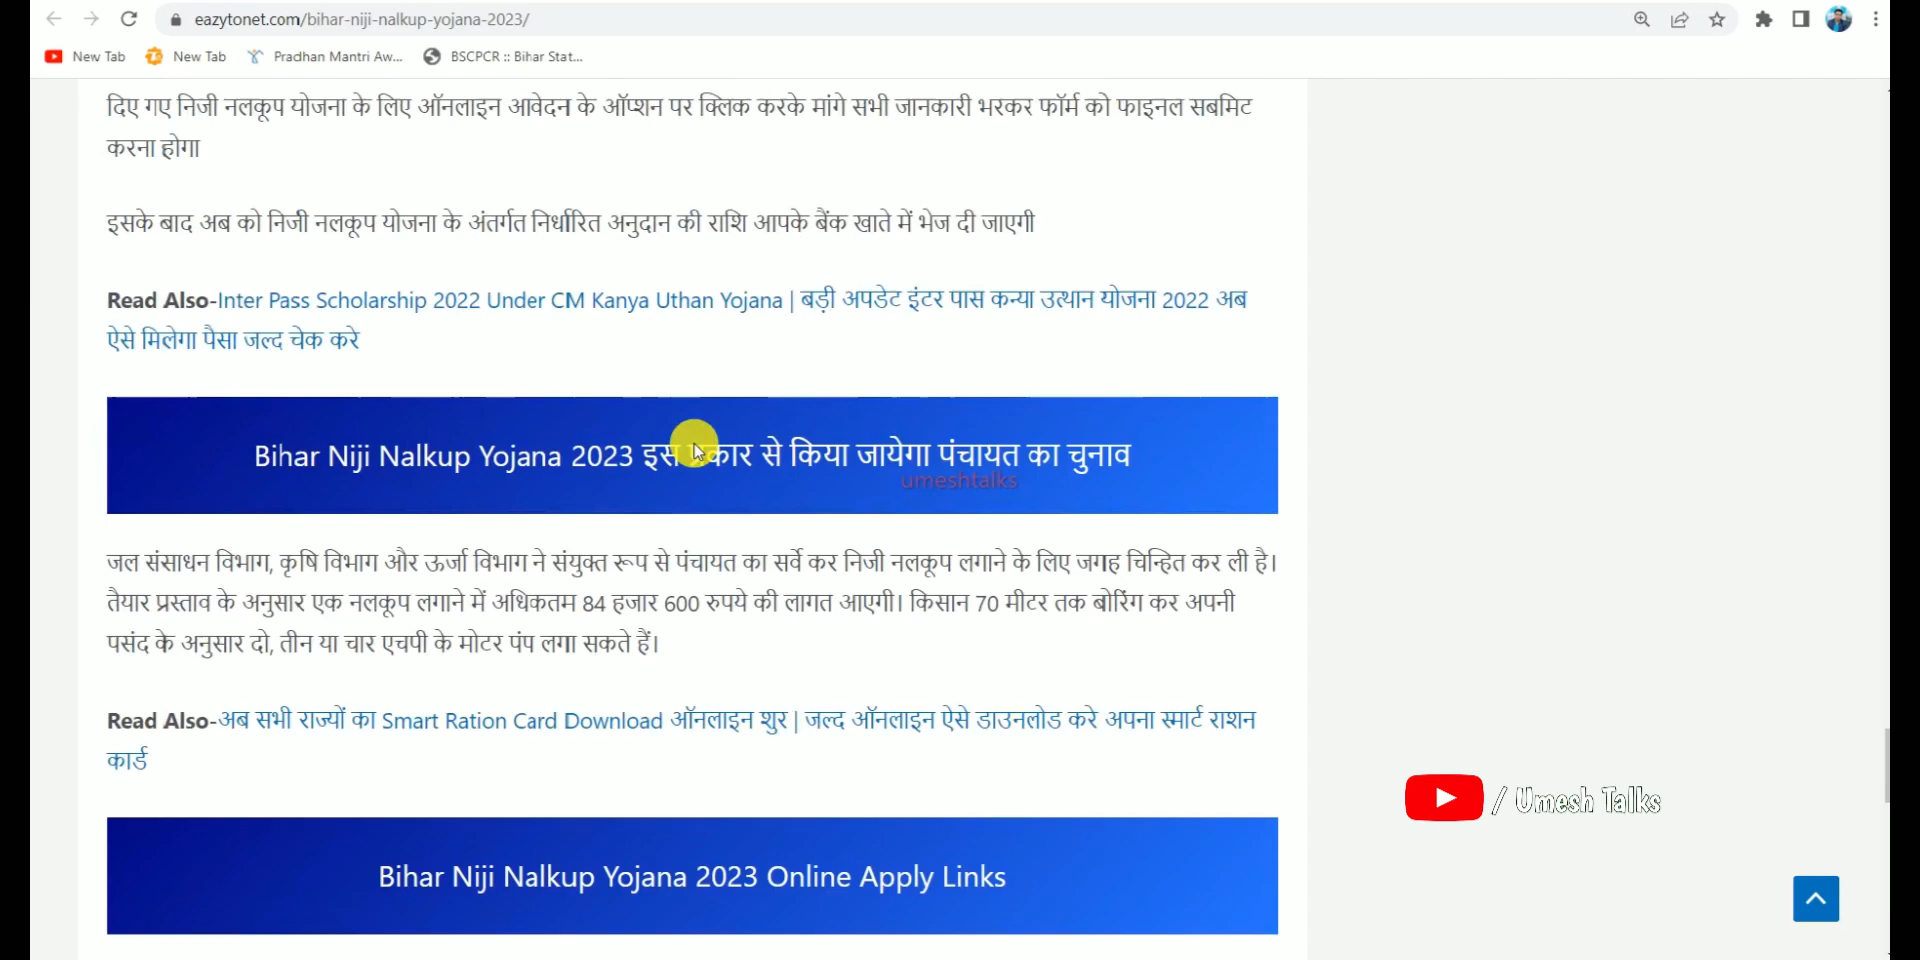 eazytonet.com/bihar-niji-nalkup-yojana-2023/
New Tab New Tab Pradhan Mantri Aw... BSCPCR :: Bihar Stat...
दिए गए निजी नलकूप योजना के लिए ऑनलाइन आवेदन के ऑप्शन पर क्लिक करके मांगे सभी जानकारी भरकर फॉर्म को फाइनल सबमिट
करना होगा
इसके बाद अब को निजी नलकूप योजना के अंतर्गत निर्धारित अनुदान की राशि आपके बैंक खाते में भेज दी जाएगी
Read Also-Inter Pass Scholarship 2022 Under CM Kanya Uthan Yojana | बड़ी अपडेट इंटर पास कन्या उत्थान योजना 2022 अब
ऐसे मिलेगा पैसा जल्द चेक करे
Bihar Niji Nalkup Yojana 2023 इस से किया जायेगा पंचायत का चुनाव
umeshtalks
जल संसाधन विभाग, कृषि विभाग और ऊर्जा विभाग ने संयुक्त रूप से पंचायत का सर्वे कर निजी नलकूप लगाने के लिए जगह चिन्हित कर ली है।
तैयार प्रस्ताव के अनुसार एक नलकूप लगाने में अधिकतम 84 हजार 600 रुपये की लागत आएगी। किसान 70 मीटर तक बोरिंग कर अपनी
पसंद के अनुसार दो, तीन या चार एचपी के मोटर पंप लगा सकते हैं।
Read Also-अब सभी राज्यों का Smart Ration Card Download ऑनलाइन शुर | जल्द ऑनलाइन ऐसे डाउनलोड करे अपना स्मार्ट राशन
कार्ड
/ Umesh Talks
Bihar Niji Nalkup Yojana 2023 Online Apply Links